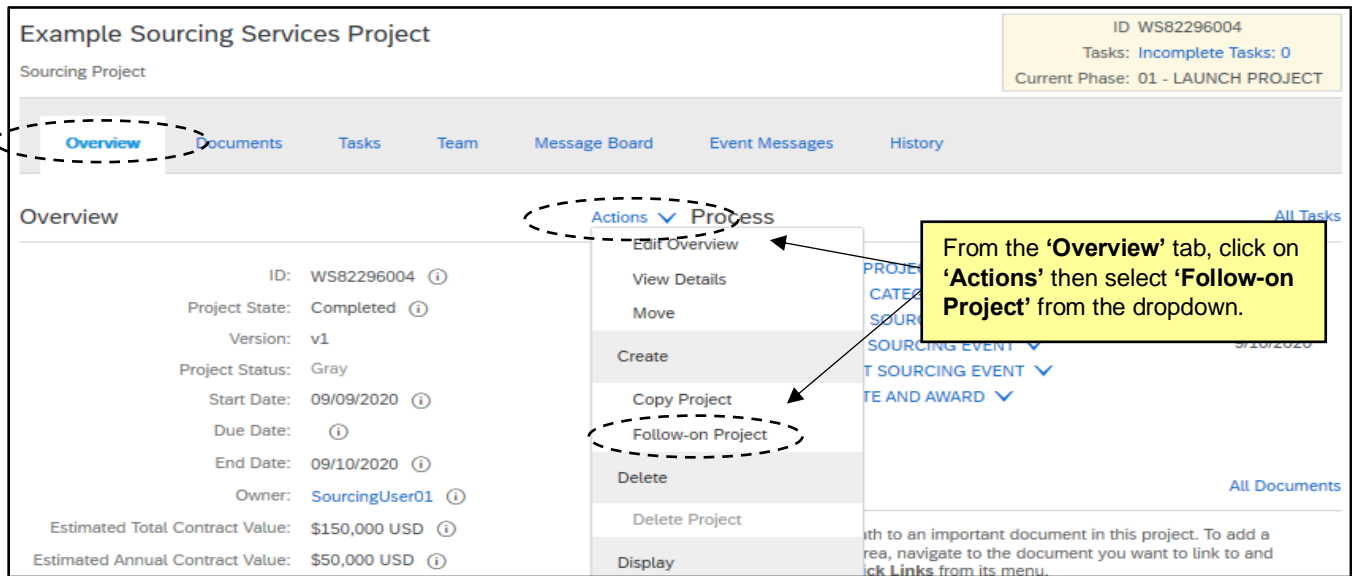 Example Sourcing Services Project
Sourcing Project
ID WS82296004
Tasks: Incomplete Tasks: 0
Current Phase: 01 - LAUNCH PROJECT
Overview Documents Tasks Team Message Board Event Messages History
Overview
Actions
Process
All Tasks
ID: WS82296004
Project State: Completed
Version: v1
Project Status: Gray
Start Date: 09/09/2020
Due Date:
End Date: 09/10/2020
Owner: SourcingUser01
Estimated Total Contract Value: $150,000 USD
Estimated Annual Contract Value: $50,000 USD
Edit Overview
View Details
Move
Create
Copy Project
Follow-on Project
Delete
Delete Project
Display
From the ‘Overview’ tab, click on
‘Actions’ then select ‘Follow-on
Project’ from the dropdown.
SOURCING EVENT
T SOURCING EVENT
TE AND AWARD
All Documents
to an important document in this project. To add a
navigate to the document you want to link to and
Links from its menu.